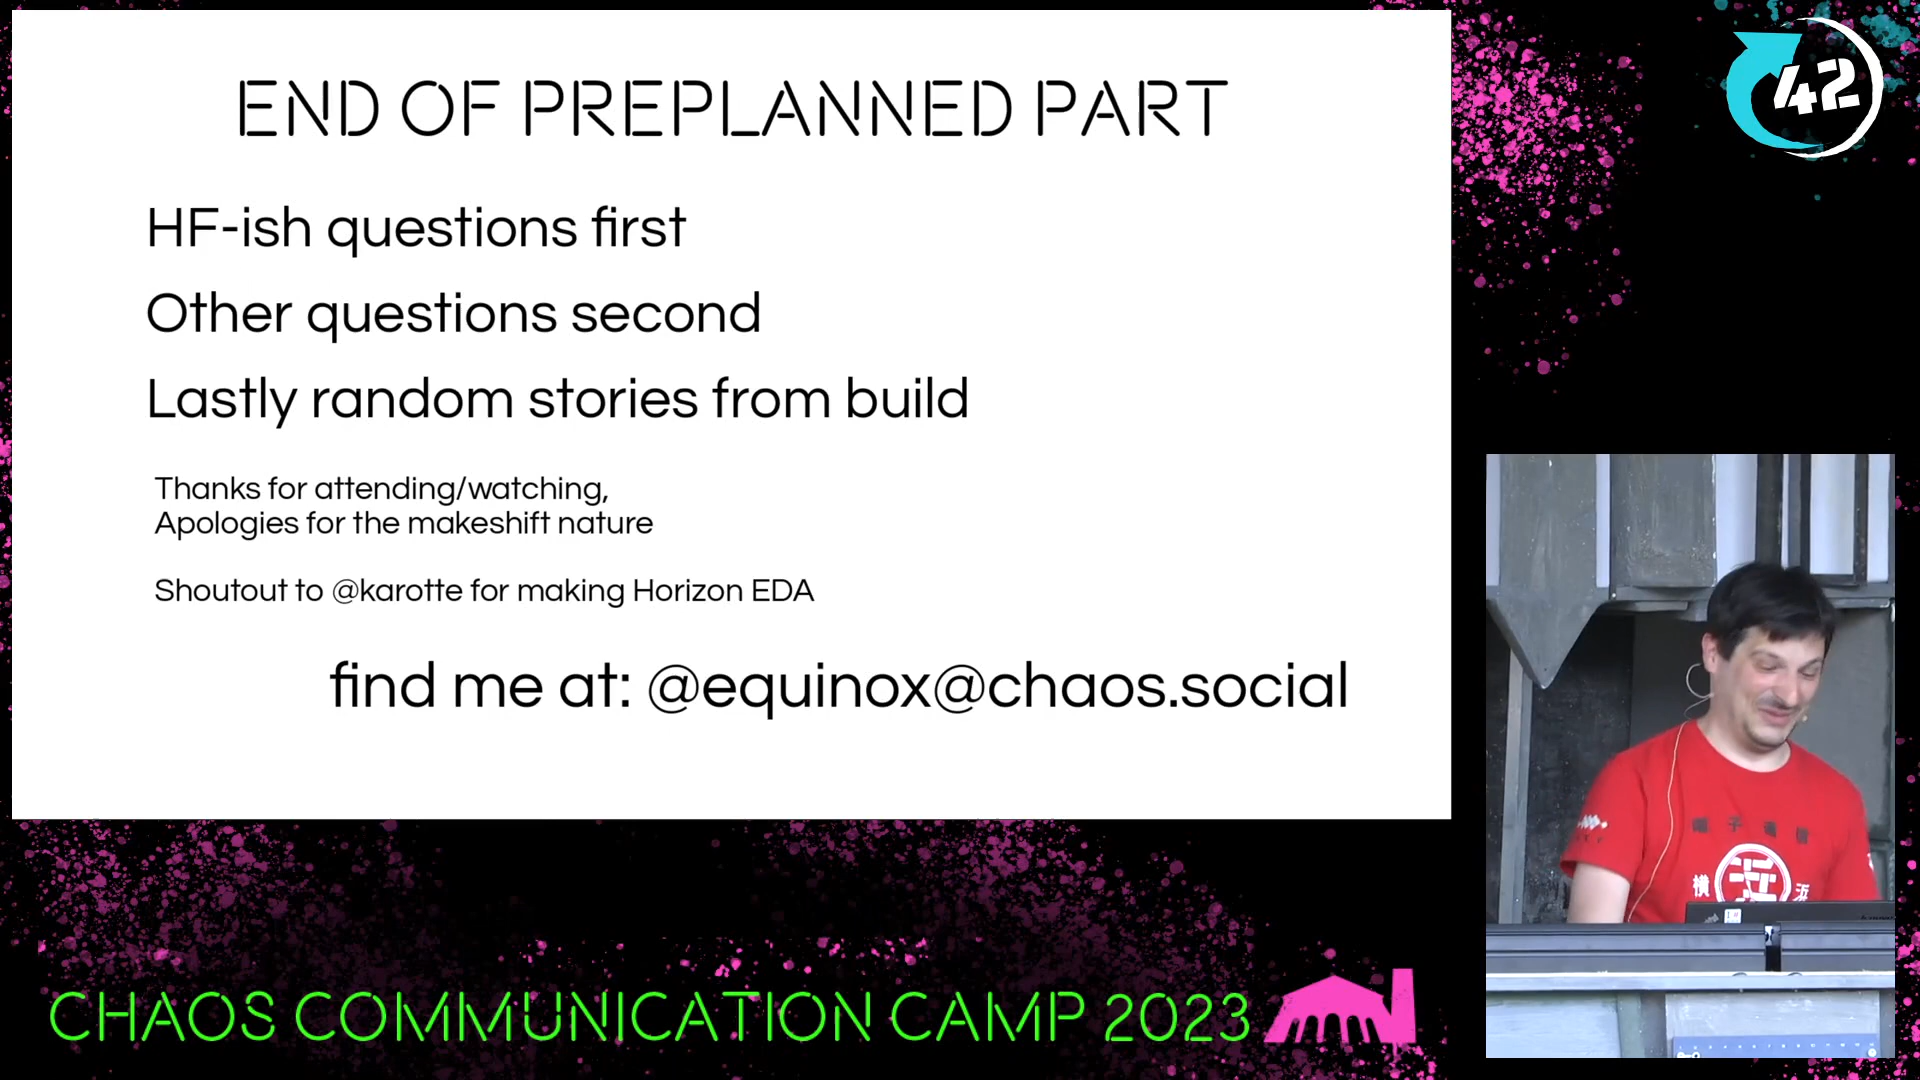 END OF PREPLANNED PART
HF-ish questions first
Other questions second
Lastly random stories from build
Thanks for attending/watching,
Apologies for the makeshift nature
Shoutout to @karotte for making Horizon EDA
find me at: @equinox@chaos.social
42
横
CHAOS COMMUNICATION CAMP 2023